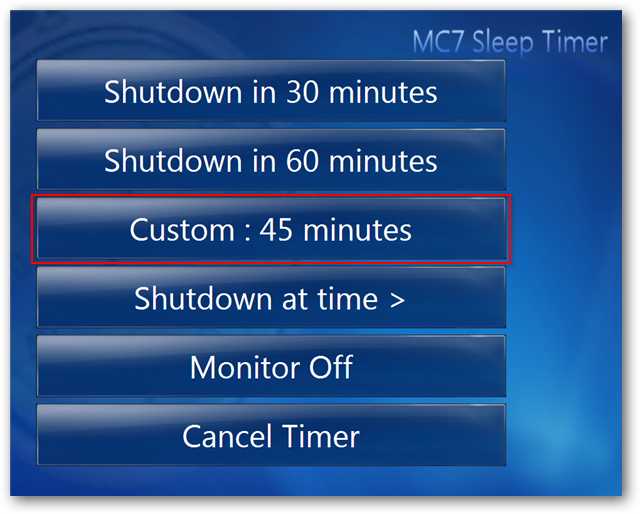 MC7 Sleep Timer
Shutdown in 30 minutes
Shutdown in 60 minutes
Custom : 45 minutes
Shutdown at time >
Monitor Off
Cancel Timer